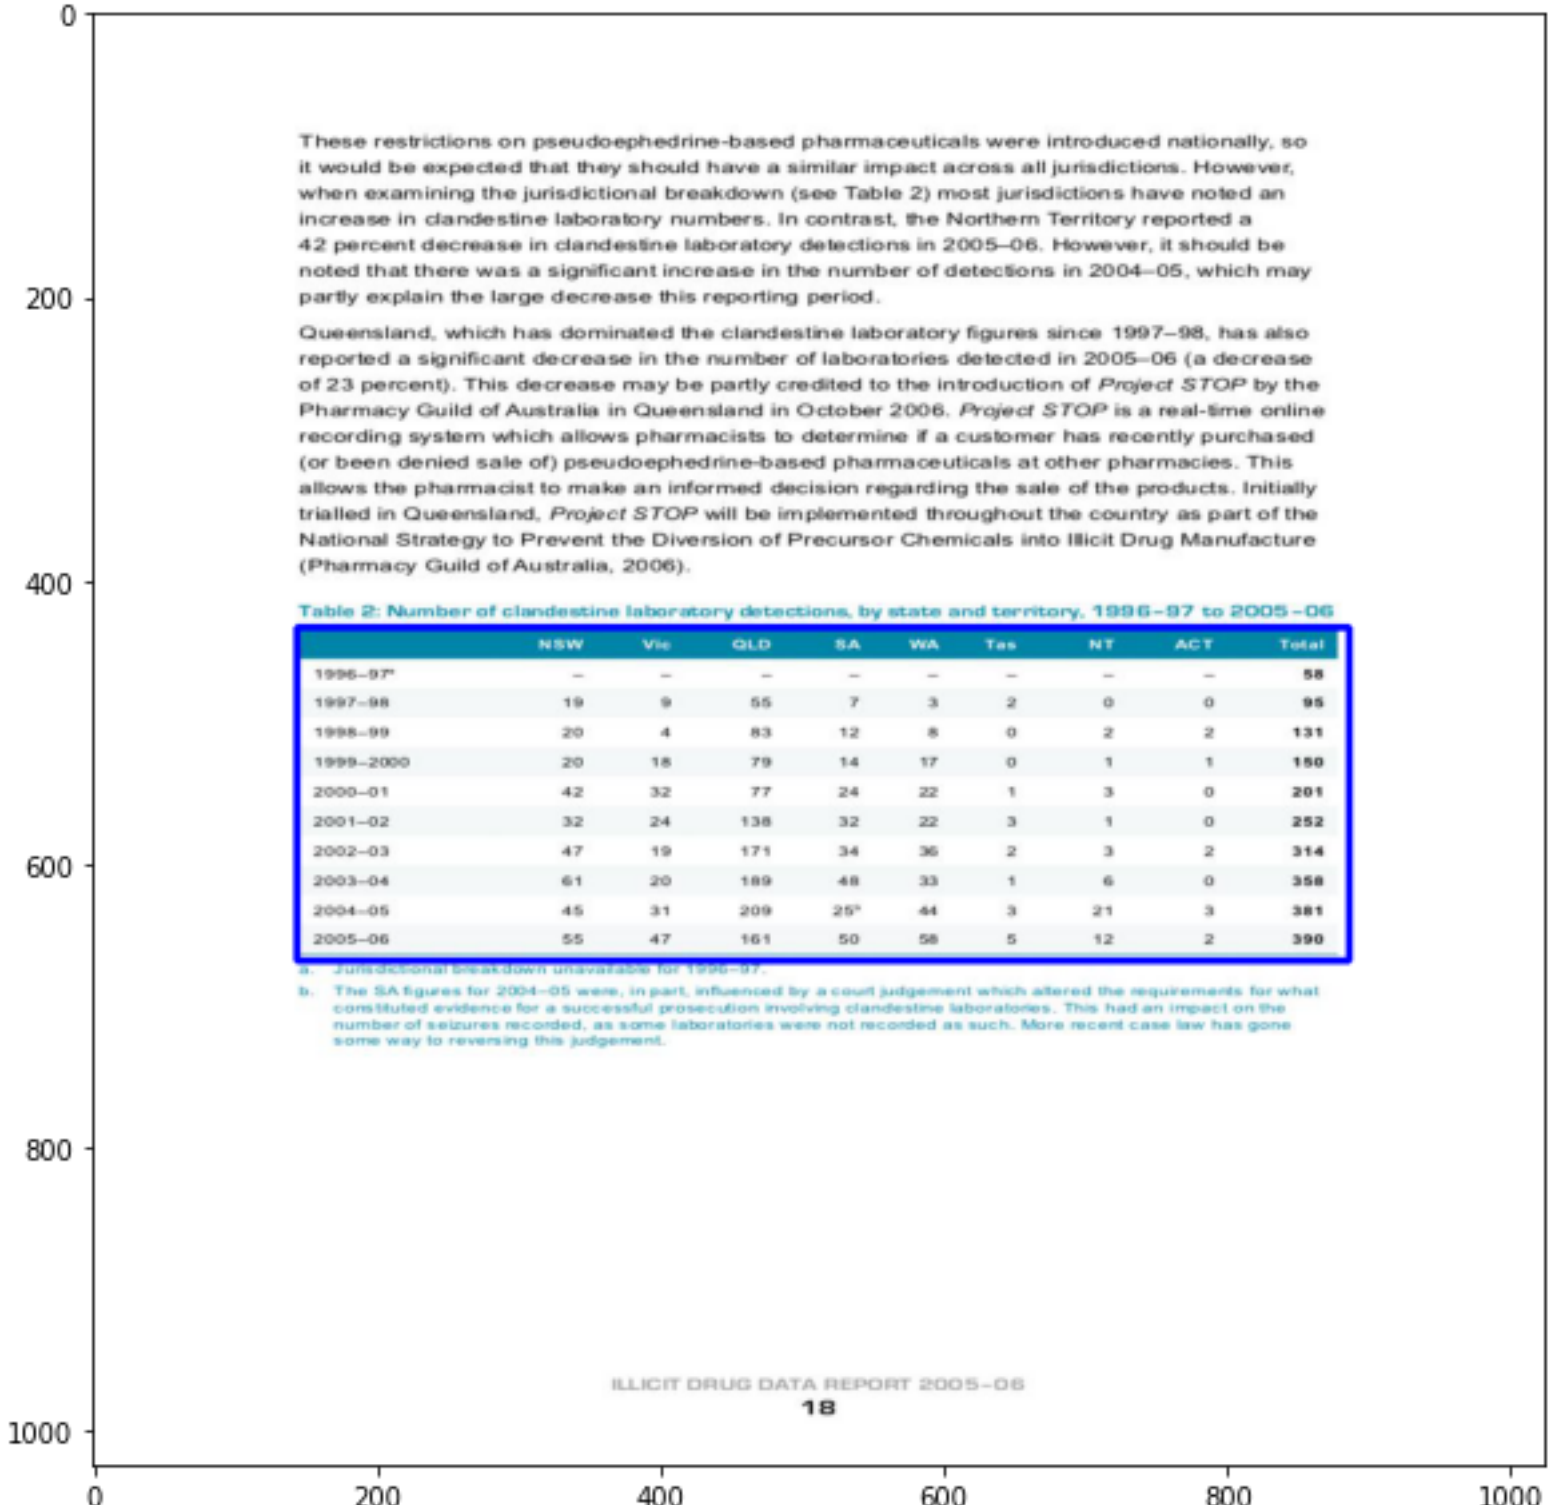 0
200
400
600
800
1000
These restrictions on pseudoephedrine-based pharmaceuticals were introduced nationally, so
it would be expected that they should have a similar impact across all jurisdictions. However,
when examining the jurisdictional breakdown (see Table 2) most jurisdictions have noted an
increase in clandestine laboratory numbers. In contrast, the Northern Territory reported a
42 percent decrease in clandestine laboratory detections in 2005–06. However, it should be
noted that there was a significant increase in the number of detections in 2004–05, which may
partly explain the large decrease this reporting period.
Queensland, which has dominated the clandestine laboratory figures since 1997–98, has also
reported a significant decrease in the number of laboratories detected in 2005–06 (a decrease
of 23 percent). This decrease may be partly credited to the introduction of Project STOP by the
Pharmacy Guild of Australia in Queensland in October 2006. Project STOP is a real-time online
recording system which allows pharmacists to determine if a customer has recently purchased
(or been denied sale of) pseudoephedrine-based pharmaceuticals at other pharmacies. This
allows the pharmacist to make an informed decision regarding the sale of the products. Initially
trialled in Queensland, Project STOP will be implemented throughout the country as part of the
National Strategy to Prevent the Diversion of Precursor Chemicals into Illicit Drug Manufacture
(Pharmacy Guild of Australia, 2006).
Table 2: Number of clandestine laboratory detections, by state and territory, 1996–97 to 2005–06
NSW Vic QLD SA WA Tas NT ACT Total
1996–97ᵃ – – – – – – – – 58
1997–98 19 9 55 7 3 2 0 0 95
1998–99 20 4 83 12 8 0 2 2 131
1999–2000 20 18 79 14 17 0 1 1 150
2000–01 42 32 77 24 22 1 3 0 201
2001–02 32 24 138 32 22 3 1 0 252
2002–03 47 19 171 34 36 2 3 2 314
2003–04 61 20 189 48 33 1 6 0 358
2004–05 45 31 209 25ᵇ 44 3 21 3 381
2005–06 55 47 161 50 58 5 12 2 390
a. Jurisdictional breakdown unavailable for 1996–97.
b. The SA figures for 2004–05 were, in part, influenced by a court judgement which altered the requirements for what
constituted evidence for a successful prosecution involving clandestine laboratories. This had an impact on the
number of seizures recorded, as some laboratories were not recorded as such. More recent case law has gone
some way to reversing this judgement.
ILLICIT DRUG DATA REPORT 2005–06
18
0 200 400 600 800 1000